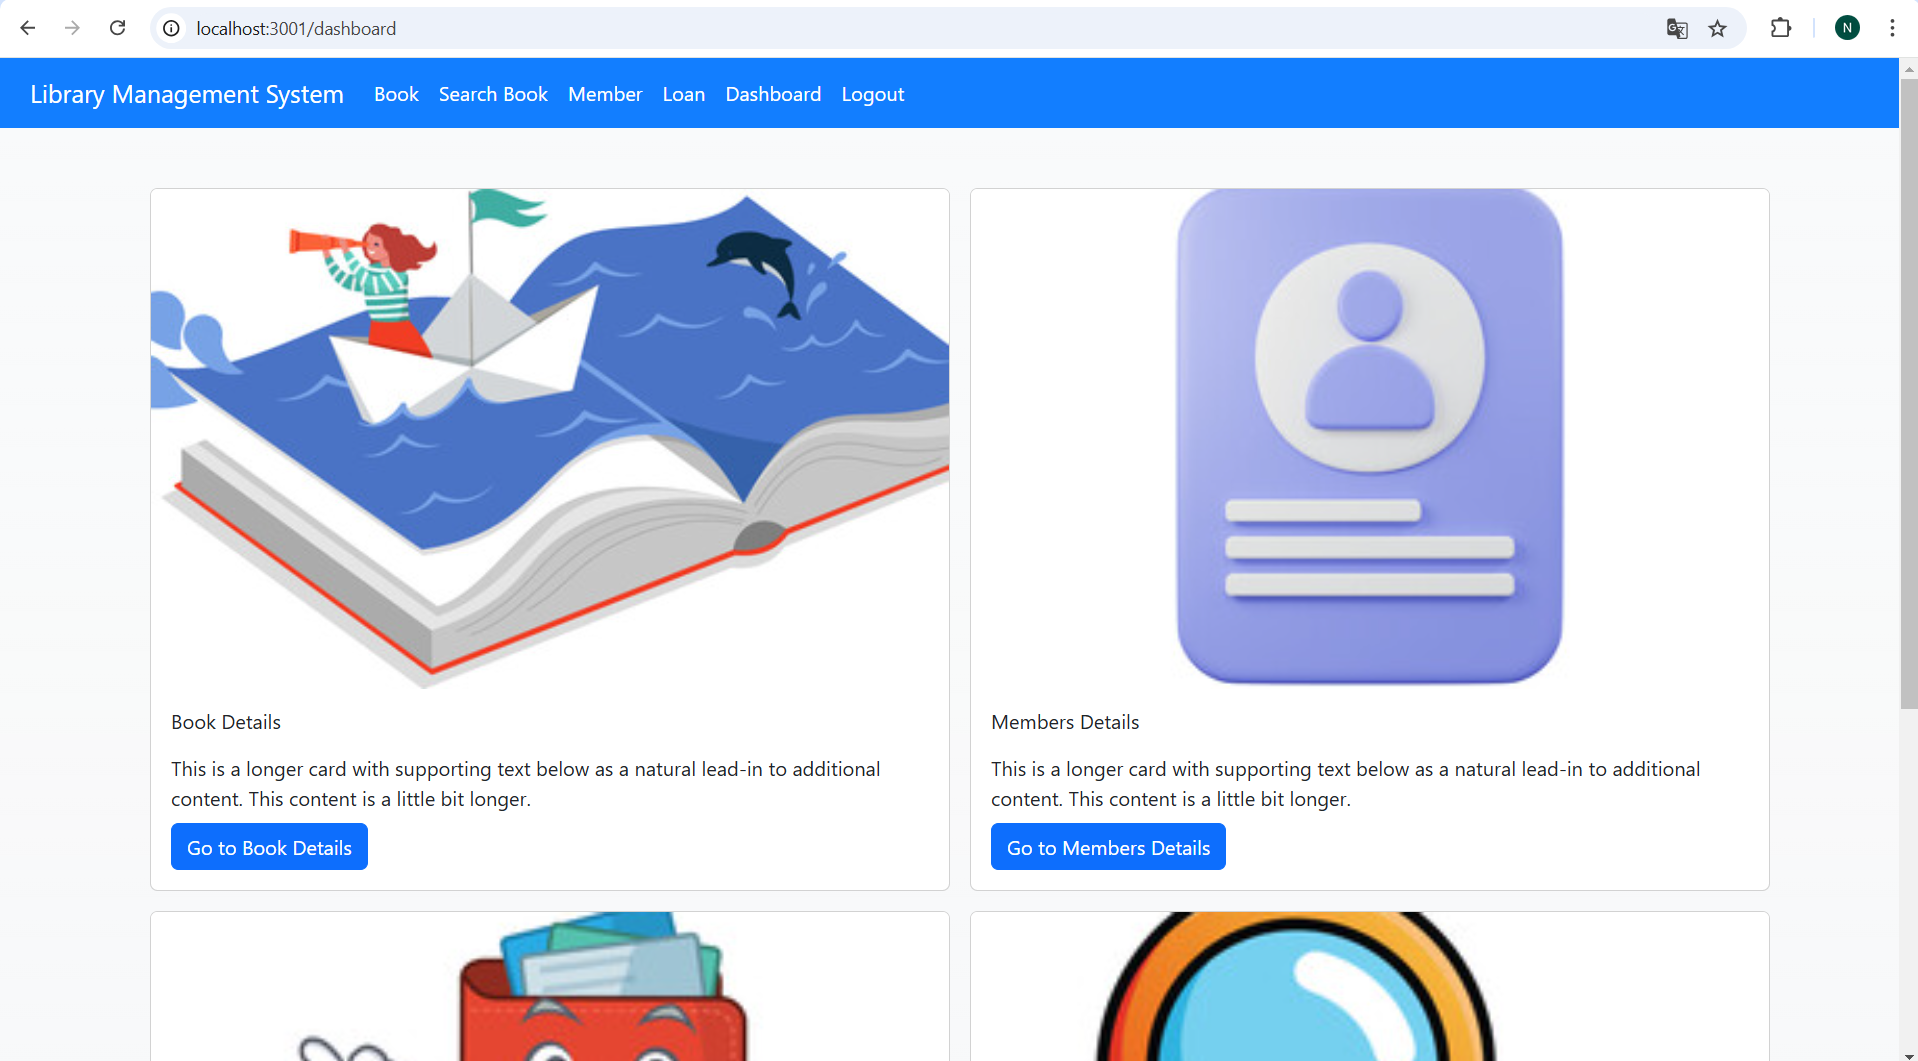 localhost:3001/dashboard
N
Library Management System Book Search Book Member Loan Dashboard Logout
Book Details
This is a longer card with supporting text below as a natural lead-in to additional
content. This content is a little bit longer.
Go to Book Details
Members Details
This is a longer card with supporting text below as a natural lead-in to additional
content. This content is a little bit longer.
Go to Members Details